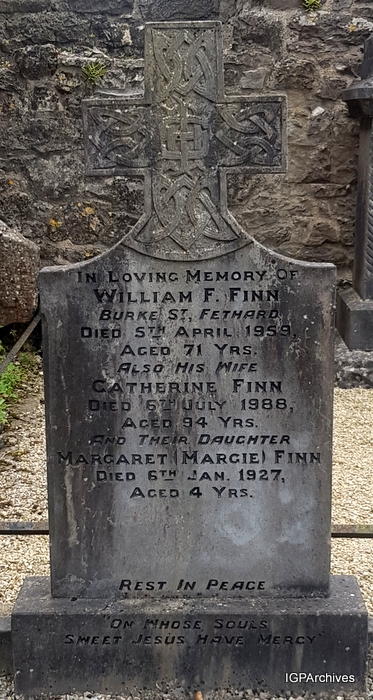 In Loving Memory Of
William F. Finn
Burke St, Fethard
Died 5th April 1959,
Aged 71 Yrs.
Also His Wife
Catherine Finn
Died 6th July 1988,
Aged 94 Yrs.
And Their Daughter
Margaret (Margie) Finn
Died 6th Jan. 1927,
Aged 4 Yrs.
Rest In Peace
"On Whose Souls
Sweet Jesus Have Mercy"
IGPArchives